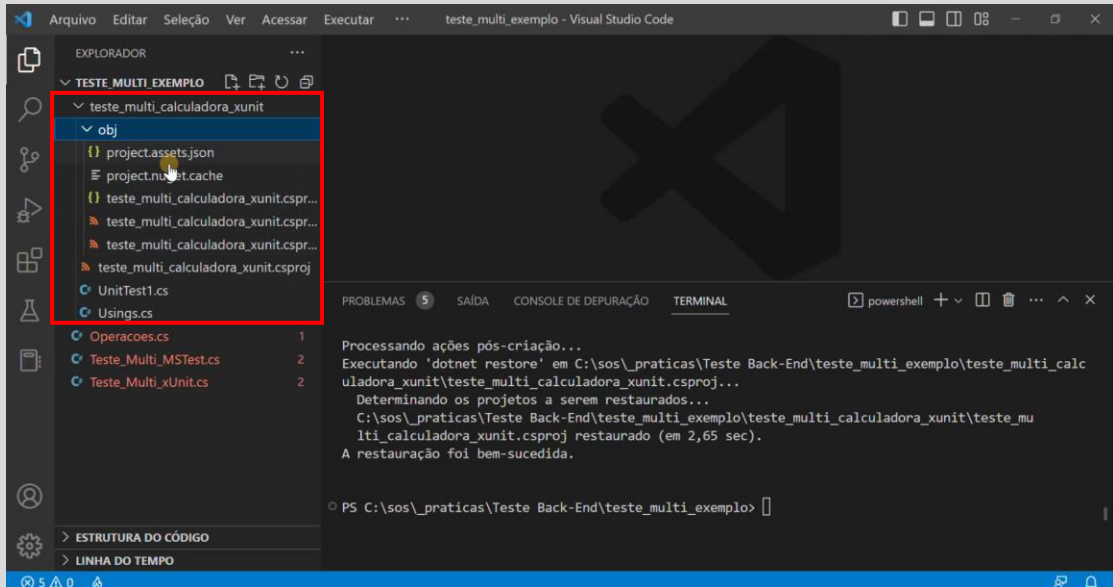 Arquivo Editar Seleção Ver Acessar Executar ··· teste_multi_exemplo - Visual Studio Code
EXPLORADOR ···
TESTE_MULTI_EXEMPLO
teste_multi_calculadora_xunit
obj
{} project.assets.json
project.nuget.cache
{} teste_multi_calculadora_xunit.cspr...
teste_multi_calculadora_xunit.cspr...
teste_multi_calculadora_xunit.cspr...
teste_multi_calculadora_xunit.csproj
C# UnitTest1.cs
C# Usings.cs
C# Operacoes.cs 1
C# Teste_Multi_MSTest.cs 2
C# Teste_Multi_xUnit.cs 2
ESTRUTURA DO CÓDIGO
LINHA DO TEMPO
PROBLEMAS 5 SAÍDA CONSOLE DE DEPURAÇÃO TERMINAL powershell
Processando ações pós-criação...
Executando 'dotnet restore' em C:\sos\_praticas\Teste Back-End\teste_multi_exemplo\teste_multi_calc
uladora_xunit\teste_multi_calculadora_xunit.csproj...
Determinando os projetos a serem restaurados...
C:\sos\_praticas\Teste Back-End\teste_multi_exemplo\teste_multi_calculadora_xunit\teste_mu
lti_calculadora_xunit.csproj restaurado (em 2,65 sec).
A restauração foi bem-sucedida.
PS C:\sos\_praticas\Teste Back-End\teste_multi_exemplo>
5 0